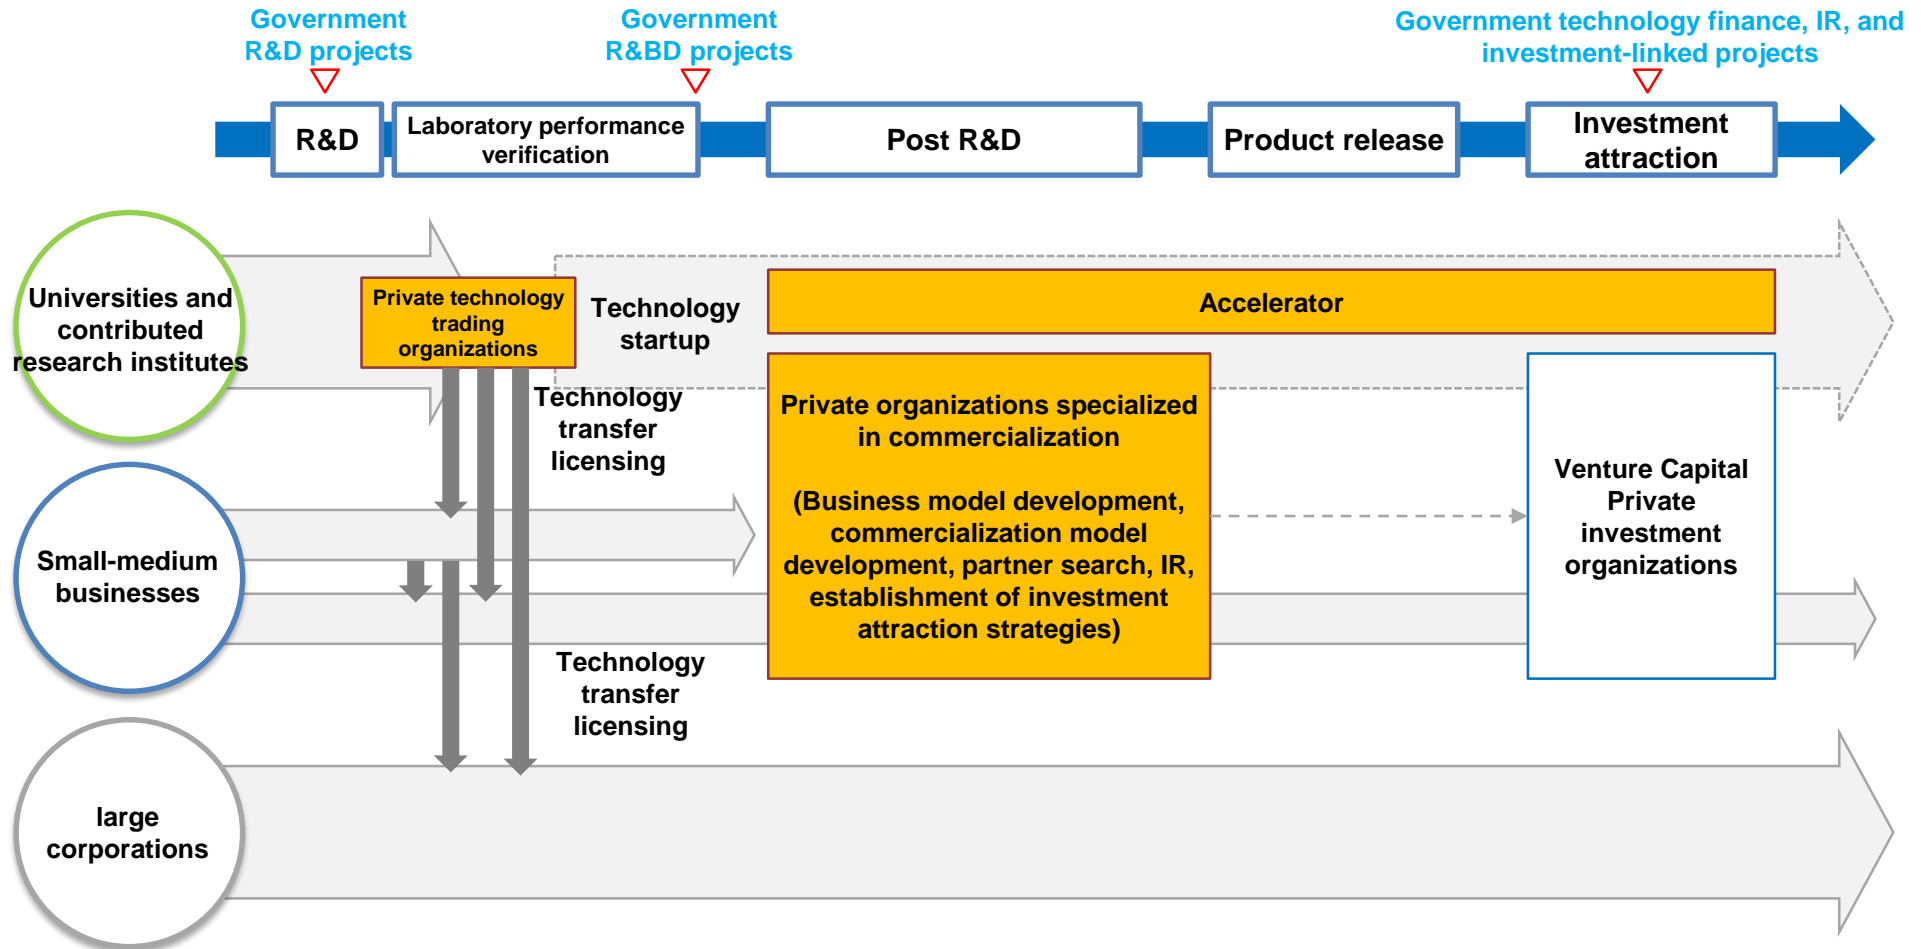 Government
R&D projects
Government
R&BD projects
Government technology finance, IR, and
investment-linked projects
R&D
Laboratory performance
verification
Post R&D
Product release
Investment
attraction
Universities and
contributed
research institutes
Private technology
trading
organizations
Technology
startup
Accelerator
Technology
transfer
licensing
Private organizations specialized
in commercialization
(Business model development,
commercialization model
development, partner search, IR,
establishment of investment
attraction strategies)
Venture Capital
Private
investment
organizations
Small-medium
businesses
Technology
transfer
licensing
large
corporations